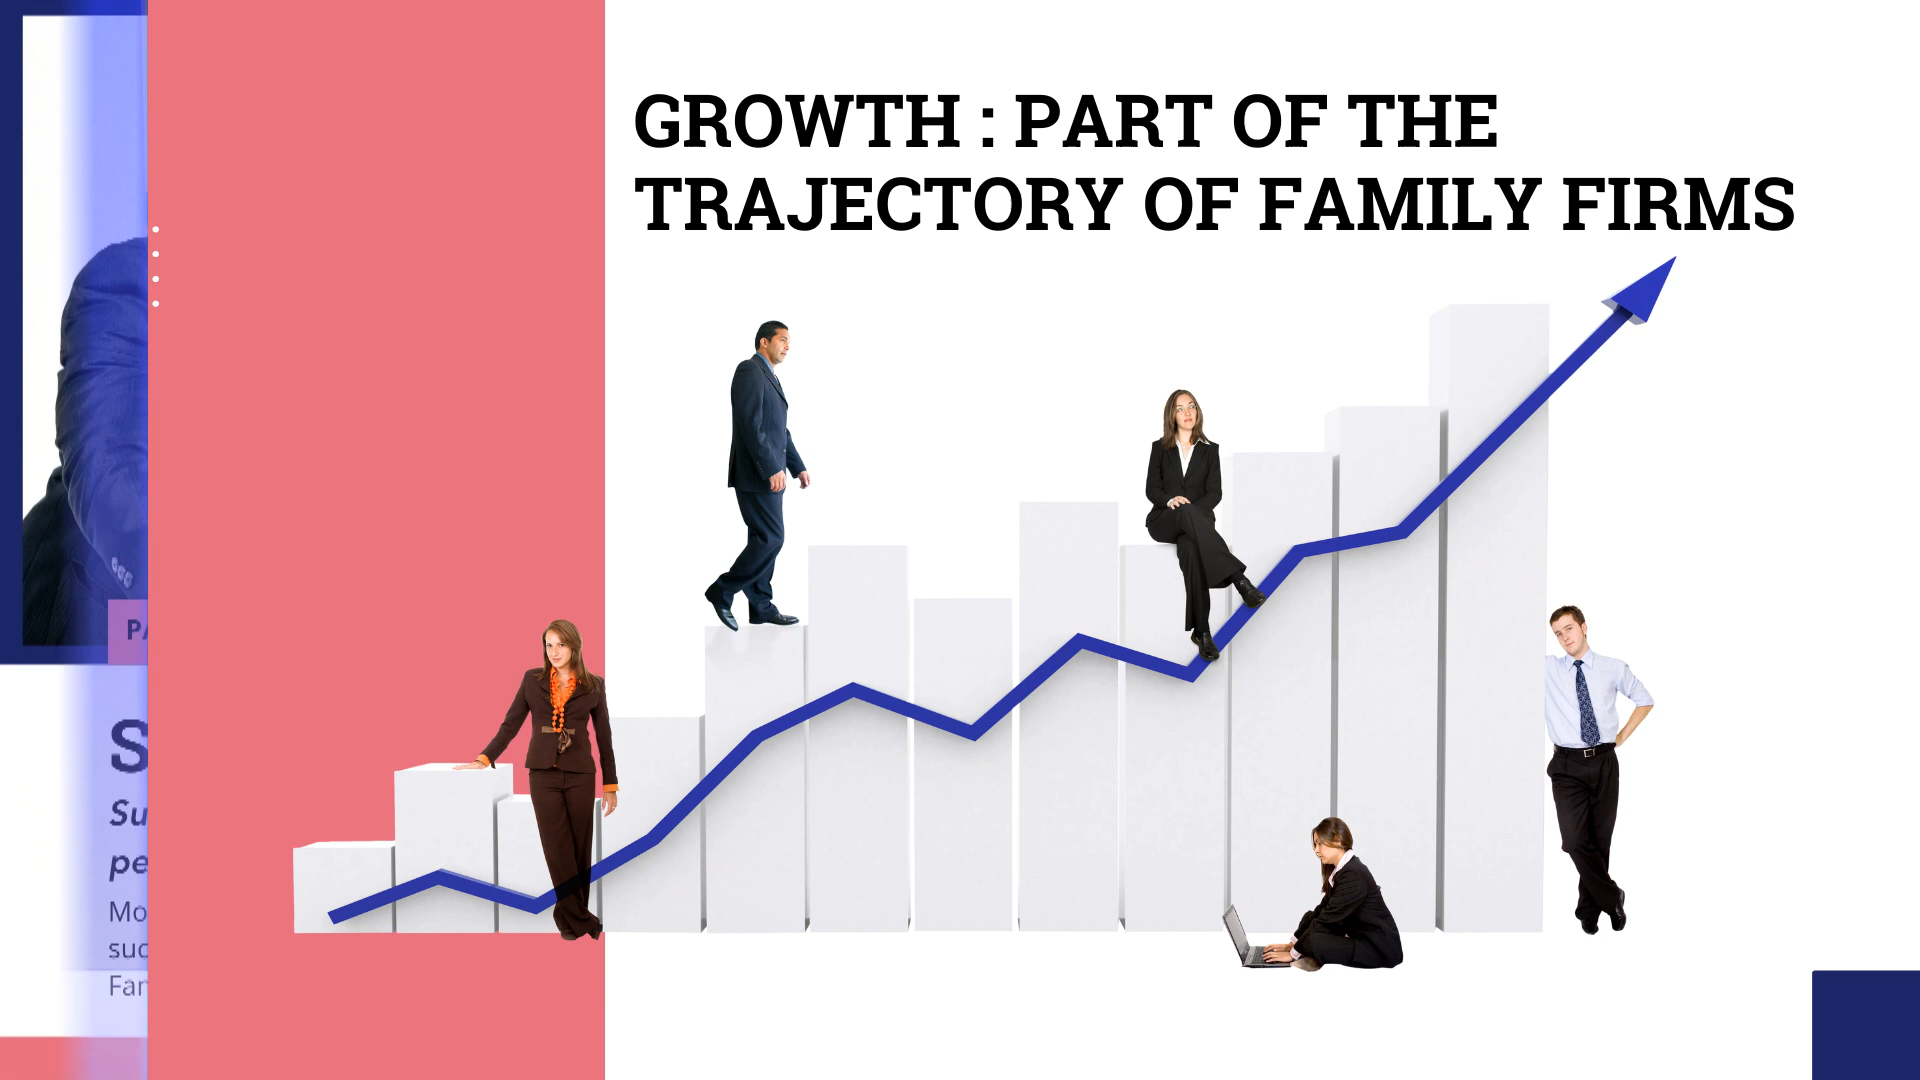 GROWTH : PART OF THE
TRAJECTORY OF FAMILY FIRMS